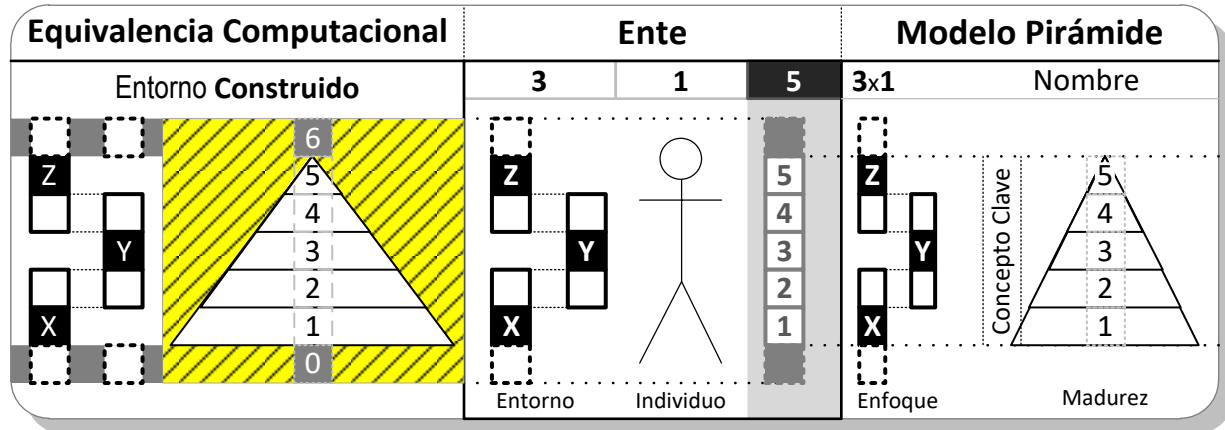 Equivalencia Computacional Ente Modelo Pirámide
Entorno Construido 3 1 5 3x1 Nombre
6
Z 5 Z 5 Z 5
4 4 4
Y 3 Y 3 Y 3
2 2 2
X 1 X 1 X 1
Concepto Clave
0
Entorno Individuo Enfoque Madurez